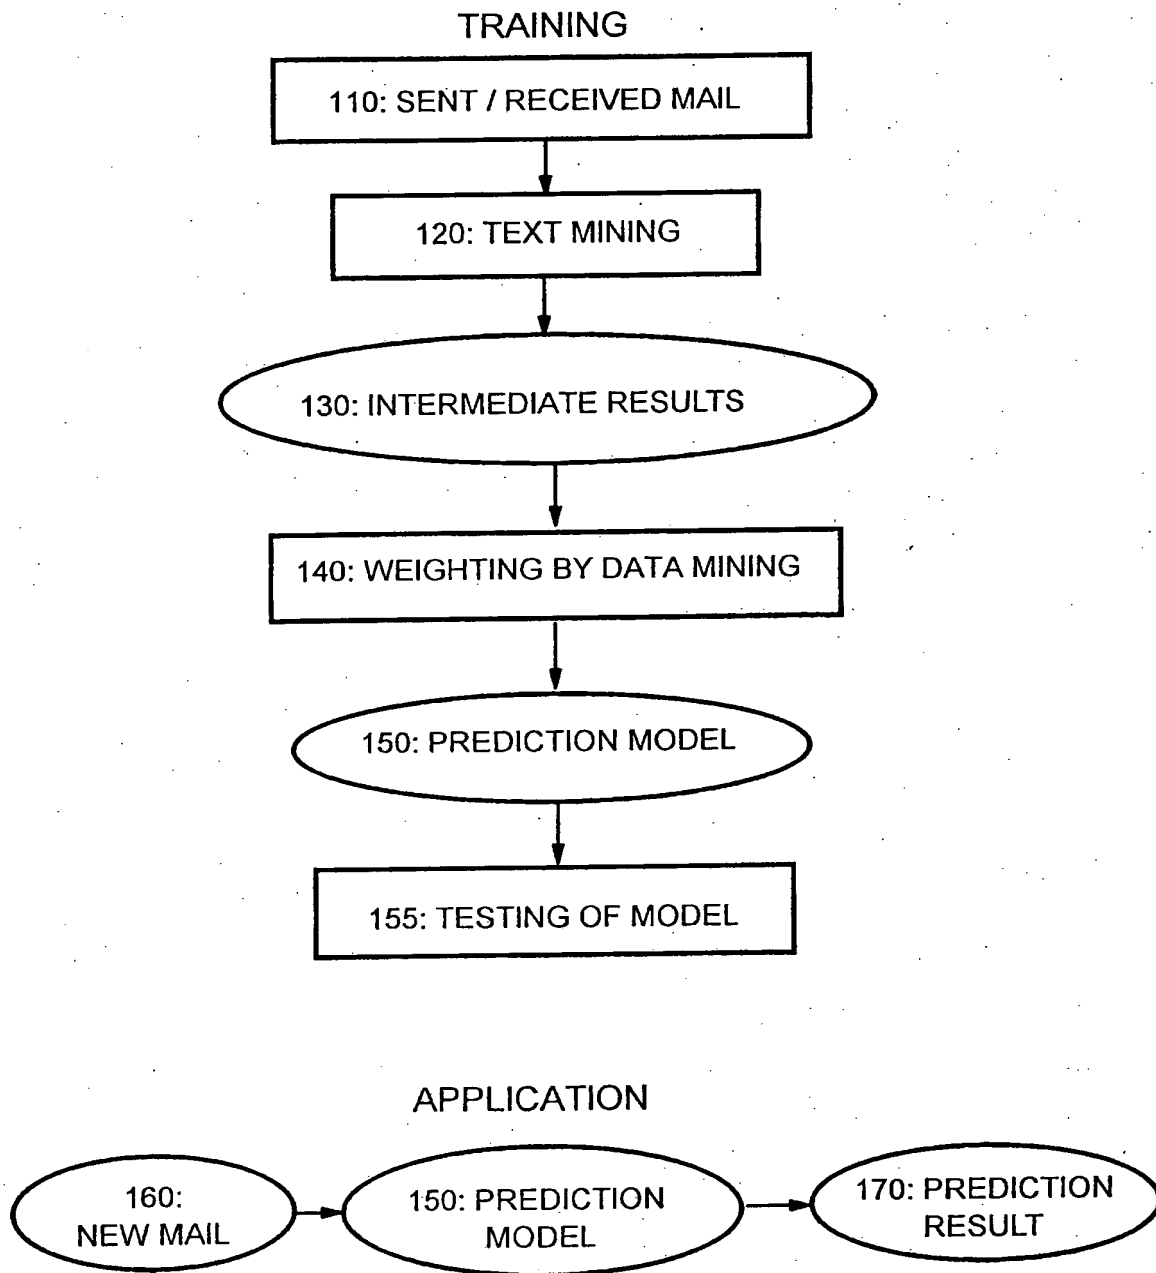 TRAINING
110: SENT / RECEIVED MAIL
120: TEXT MINING
130: INTERMEDIATE RESULTS
140: WEIGHTING BY DATA MINING
150: PREDICTION MODEL
155: TESTING OF MODEL
APPLICATION
160:
NEW MAIL
150: PREDICTION
MODEL
170: PREDICTION
RESULT